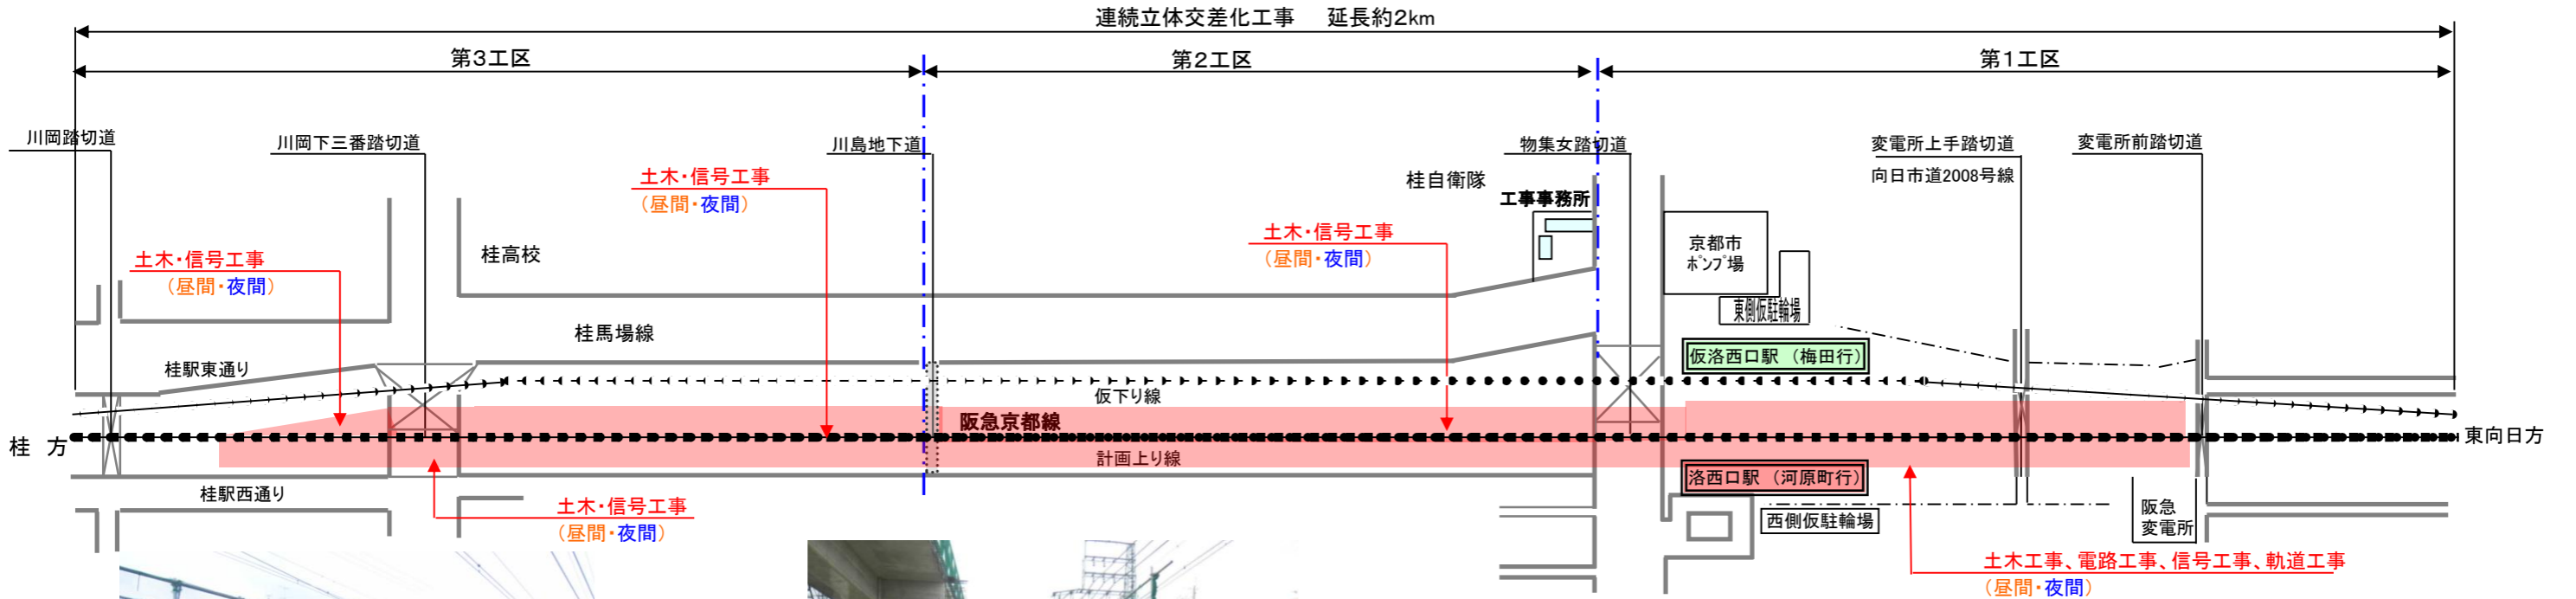 連続立体交差化工事　延長約2km
第3工区
第2工区
第1工区
川岡踏切道
川岡下三番踏切道
川島地下道
物集女踏切道
変電所上手踏切道
向日市道2008号線
変電所前踏切道
土木・信号工事
（昼間・夜間）
桂自衛隊
工事事務所
土木・信号工事
（昼間・夜間）
京都市
ポンプ場
桂高校
土木・信号工事
（昼間・夜間）
東側仮駐輪場
桂馬場線
桂駅東通り
仮洛西口駅（梅田行）
仮下り線
阪急京都線
桂　方
東向日方
計画上り線
洛西口駅（河原町行）
桂駅西通り
土木・信号工事
（昼間・夜間）
西側仮駐輪場
阪急
変電所
土木工事、電路工事、信号工事、軌道工事
（昼間・夜間）